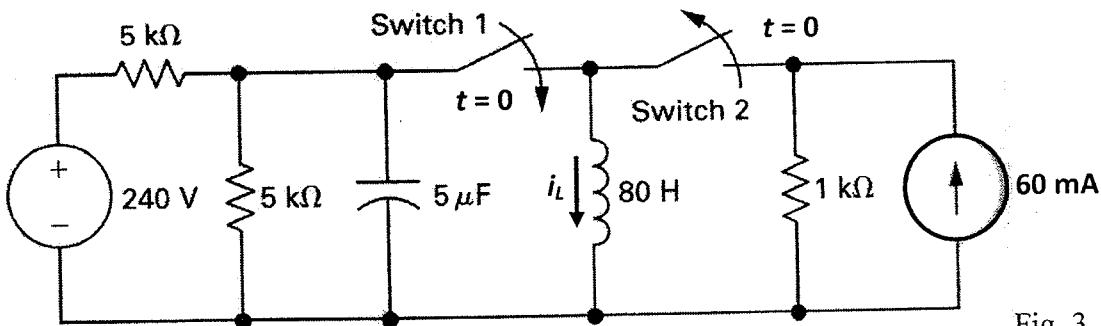 5 kΩ
Switch 1
t = 0
t = 0
Switch 2
+
240 V
−
5 kΩ
5 μF
iL
80 H
1 kΩ
60 mA
Fig. 3